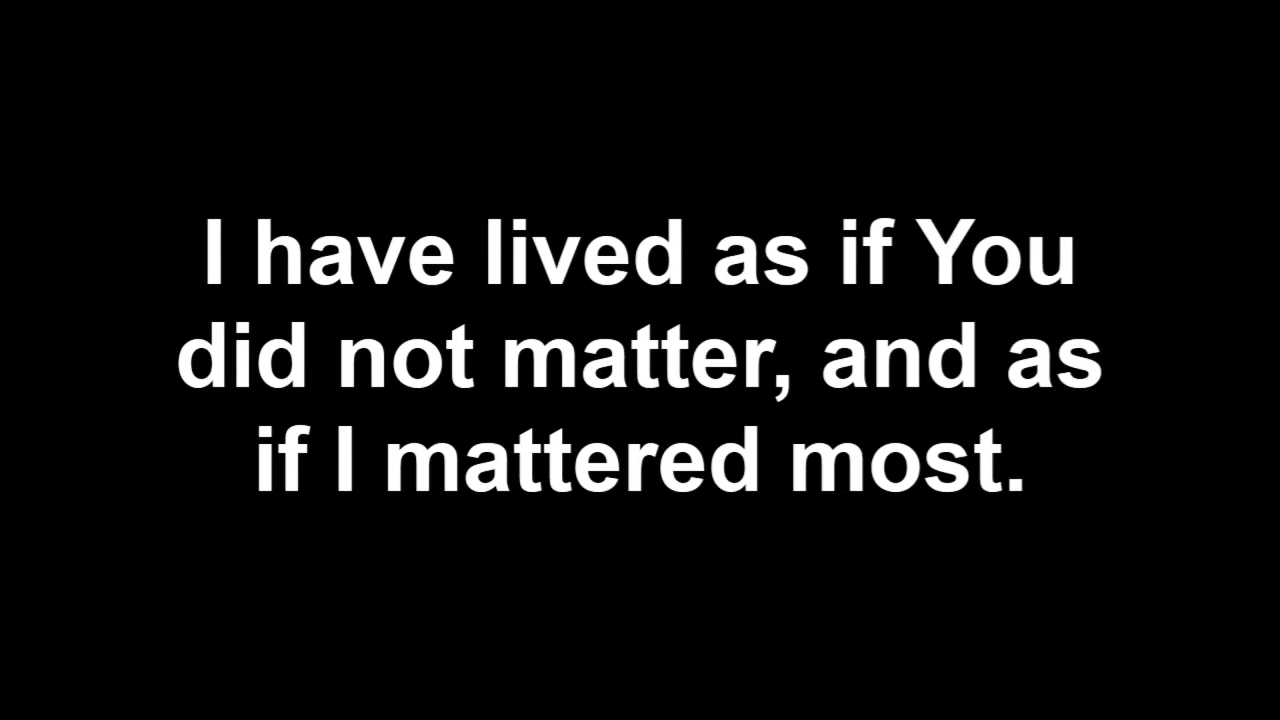 I have lived as if You
did not matter, and as
if I mattered most.